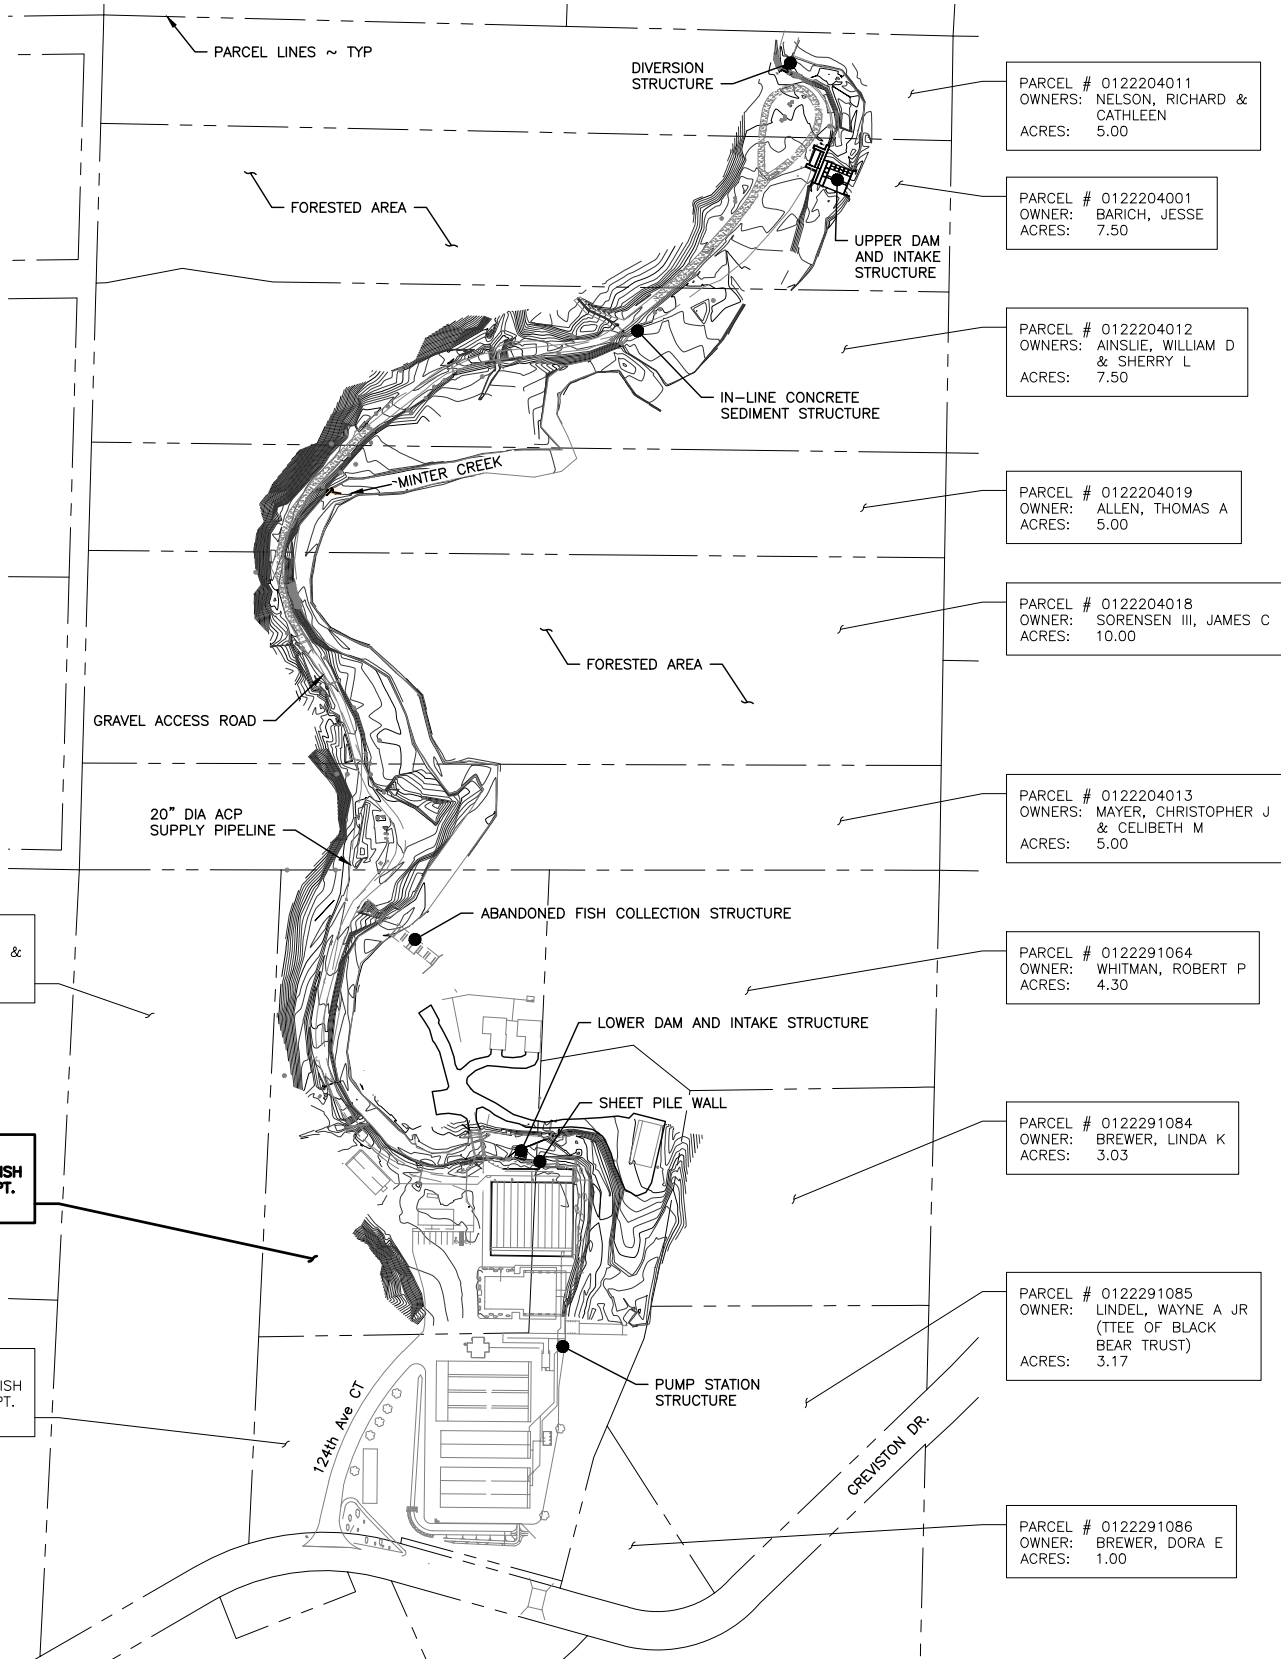 PARCEL LINES ~ TYP
DIVERSION
STRUCTURE
PARCEL # 0122204011
OWNERS: NELSON, RICHARD &
CATHLEEN
ACRES: 5.00
FORESTED AREA
PARCEL # 0122204001
OWNER: BARICH, JESSE
ACRES: 7.50
UPPER DAM
AND INTAKE
STRUCTURE
PARCEL # 0122204012
OWNERS: AINSLIE, WILLIAM D
& SHERRY L
ACRES: 7.50
IN-LINE CONCRETE
SEDIMENT STRUCTURE
MINTER CREEK
PARCEL # 0122204019
OWNER: ALLEN, THOMAS A
ACRES: 5.00
PARCEL # 0122204018
OWNER: SORENSEN III, JAMES C
ACRES: 10.00
FORESTED AREA
GRAVEL ACCESS ROAD
20" DIA ACP
SUPPLY PIPELINE
PARCEL # 0122204013
OWNERS: MAYER, CHRISTOPHER J
& CELIBETH M
ACRES: 5.00
ABANDONED FISH COLLECTION STRUCTURE
&
PARCEL # 0122291064
OWNER: WHITMAN, ROBERT P
ACRES: 4.30
LOWER DAM AND INTAKE STRUCTURE
SHEET PILE WALL
PARCEL # 0122291084
OWNER: BREWER, LINDA K
ACRES: 3.03
ISH
PT.
PARCEL # 0122291085
OWNER: LINDEL, WAYNE A JR
(TTEE OF BLACK
BEAR TRUST)
ACRES: 3.17
ISH
PT.
PUMP STATION
STRUCTURE
124th Ave CT
CREVISTON DR.
PARCEL # 0122291086
OWNER: BREWER, DORA E
ACRES: 1.00